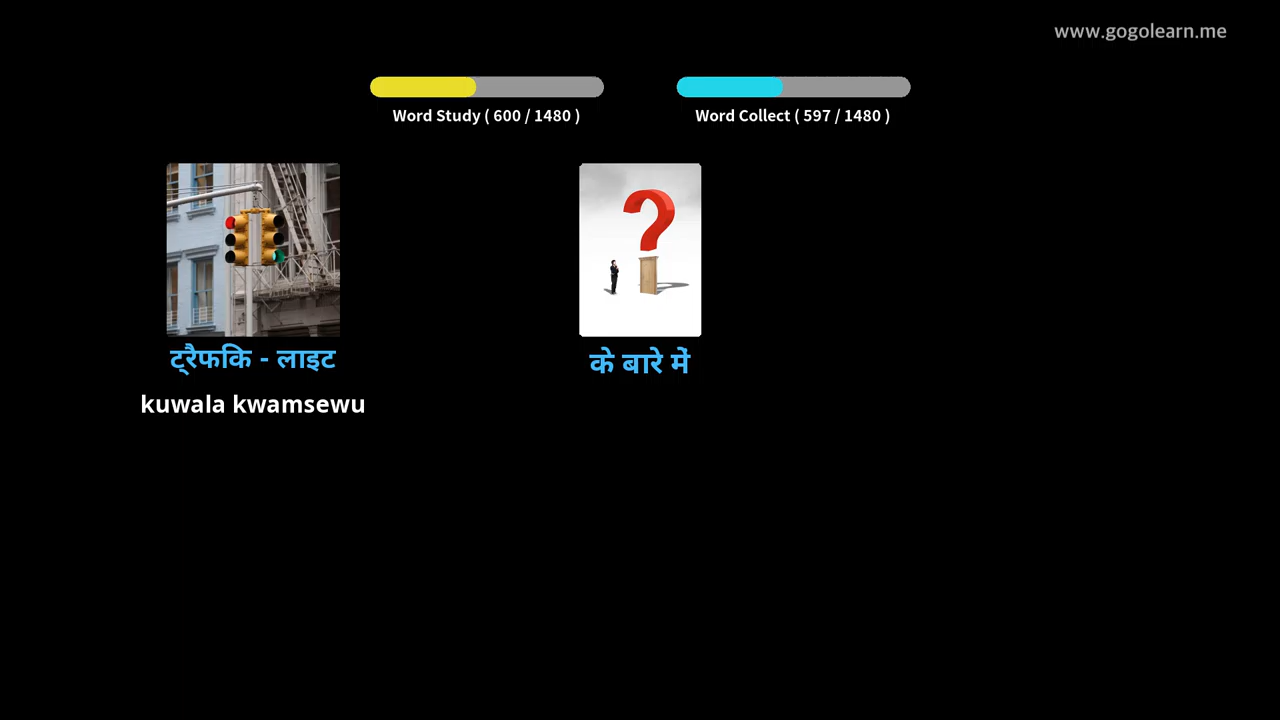 www.gogolearn.me
Word Study ( 600 / 1480 )
Word Collect ( 597 / 1480 )
ट्रैफकि - लाइट
के बारे में
kuwala kwamsewu